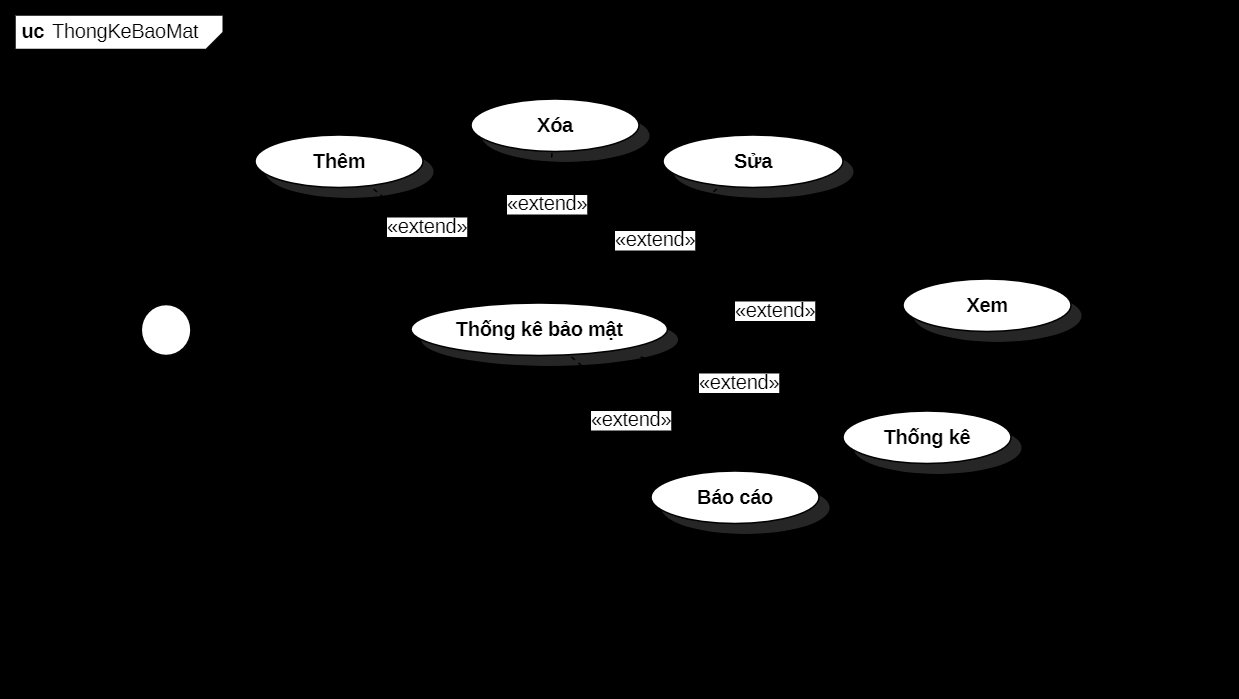 uc ThongKeBaoMat
Xóa
Thêm
Sửa
«extend»
«extend»
«extend»
Xem
«extend»
Thống kê bảo mật
«extend»
«extend»
Thống kê
Báo cáo